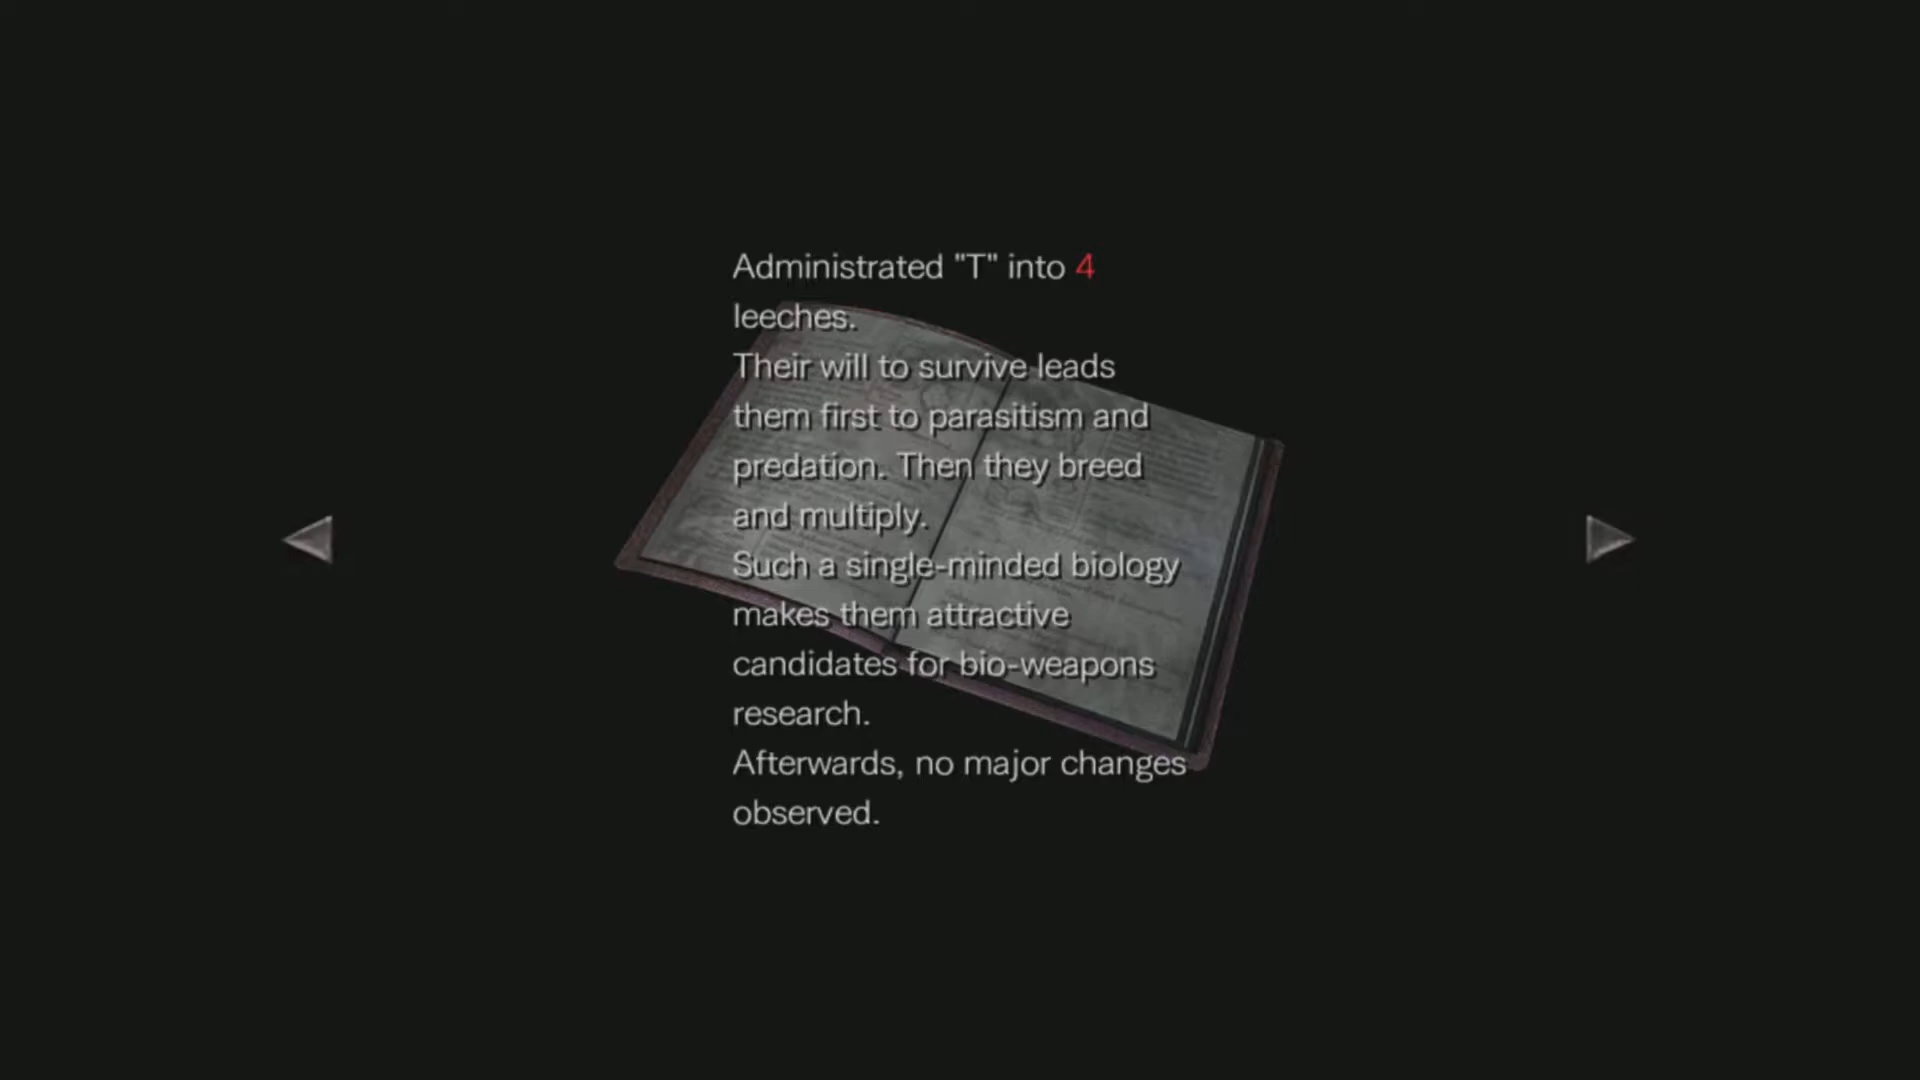 Administrated "T" into 4
leeches.
Their will to survive leads
them first to parasitism and
predation. Then they breed
and multiply.
Such a single-minded biology
makes them attractive
candidates for bio-weapons
research.
Afterwards, no major changes
observed.